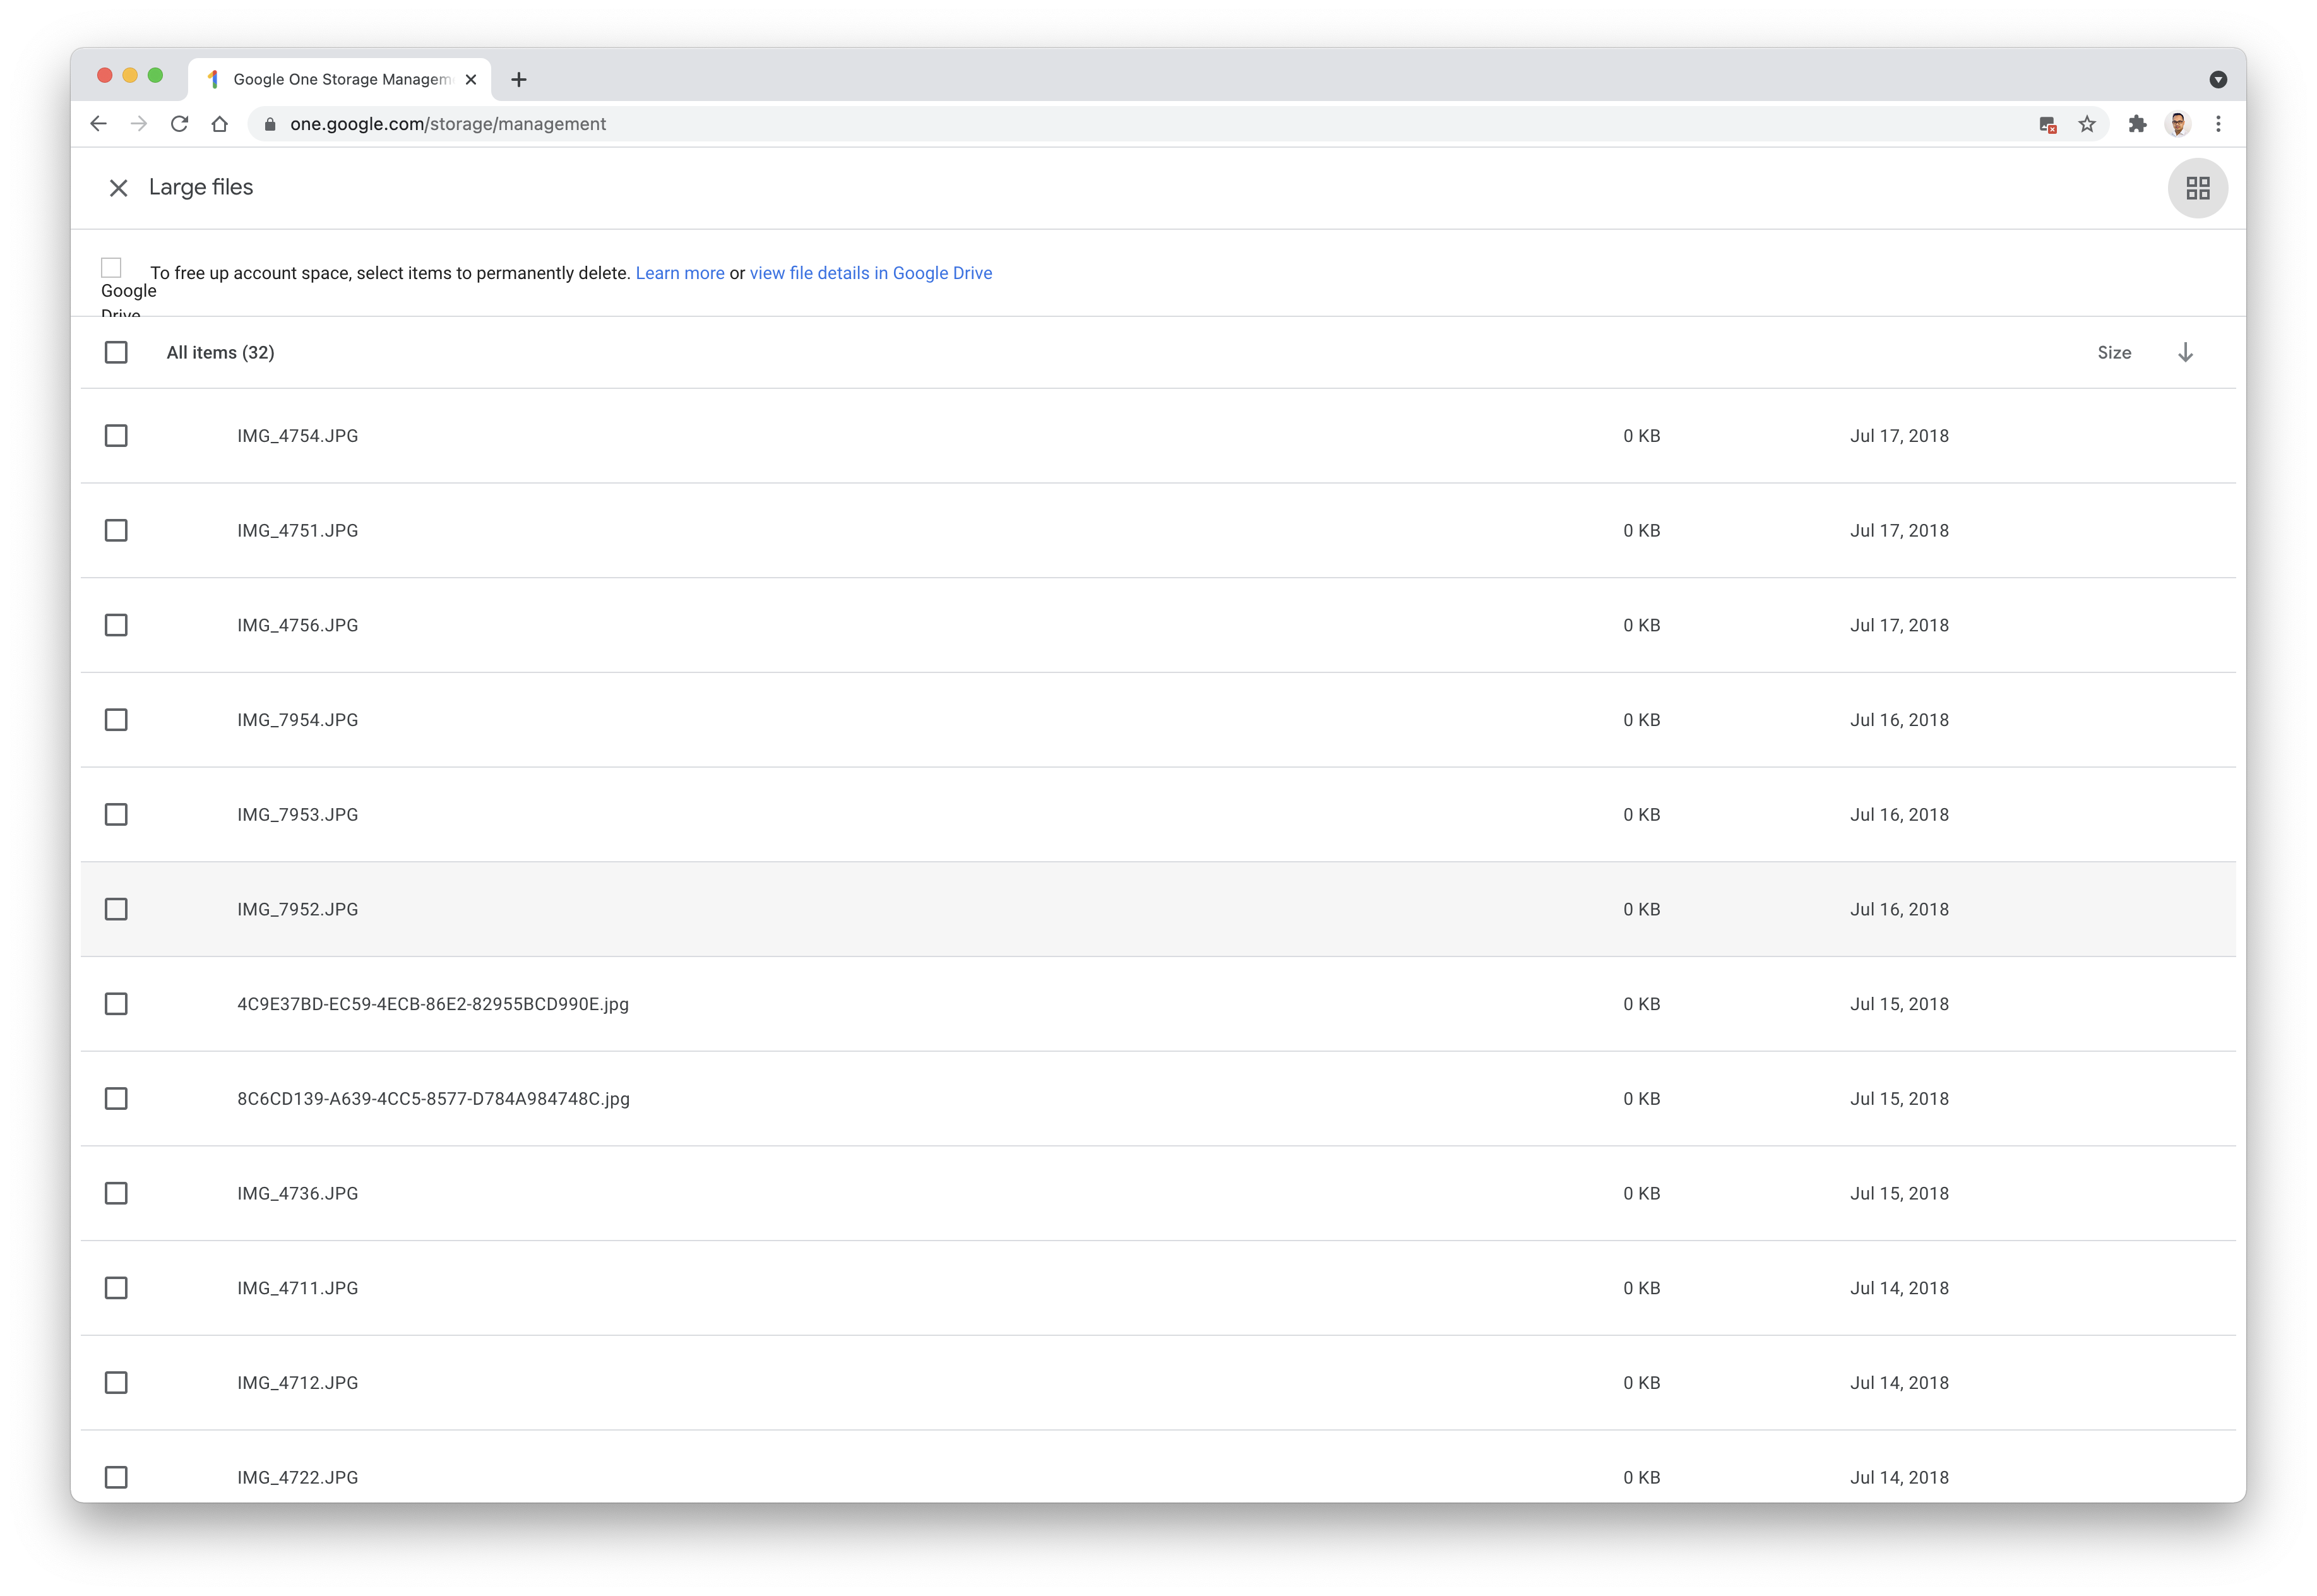 Google One Storage Managem
one.google.com/storage/management
Large files
To free up account space, select items to permanently delete. Learn more or view file details in Google Drive
Google
Drive
All items (32) Size
IMG_4754.JPG 0 KB Jul 17, 2018
IMG_4751.JPG 0 KB Jul 17, 2018
IMG_4756.JPG 0 KB Jul 17, 2018
IMG_7954.JPG 0 KB Jul 16, 2018
IMG_7953.JPG 0 KB Jul 16, 2018
IMG_7952.JPG 0 KB Jul 16, 2018
4C9E37BD-EC59-4ECB-86E2-82955BCD990E.jpg 0 KB Jul 15, 2018
8C6CD139-A639-4CC5-8577-D784A984748C.jpg 0 KB Jul 15, 2018
IMG_4736.JPG 0 KB Jul 15, 2018
IMG_4711.JPG 0 KB Jul 14, 2018
IMG_4712.JPG 0 KB Jul 14, 2018
IMG_4722.JPG 0 KB Jul 14, 2018